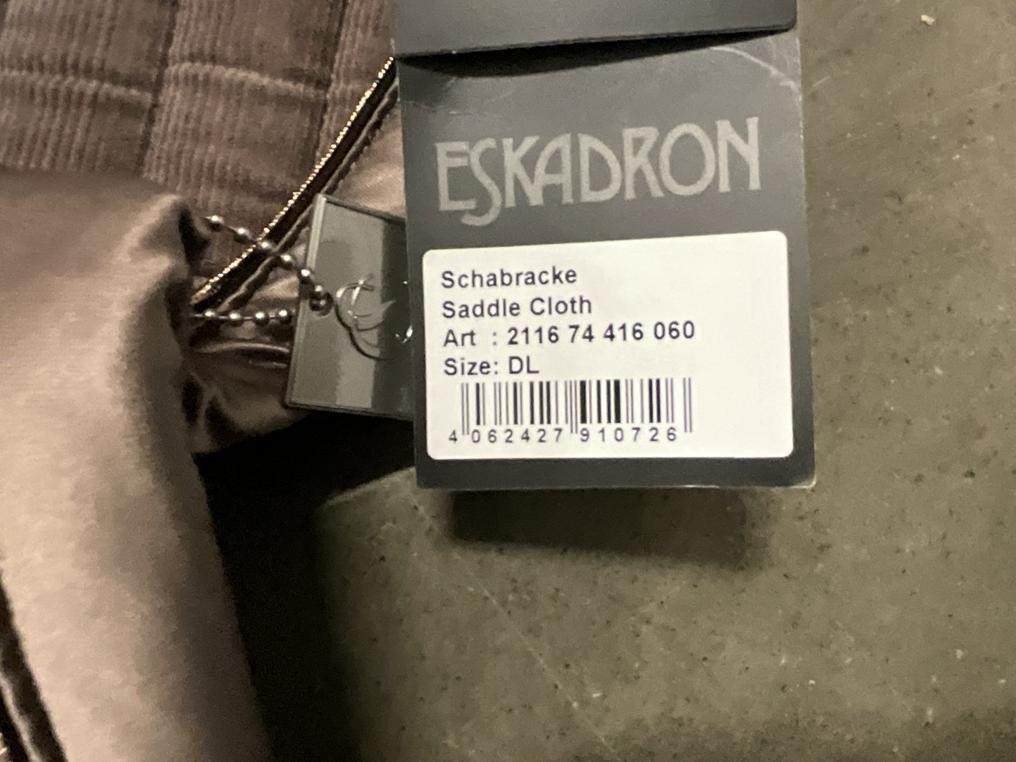 ESKADRON
Schabracke
Saddle Cloth
Art : 2116 74 416 060
Size: DL
4 062427 910726